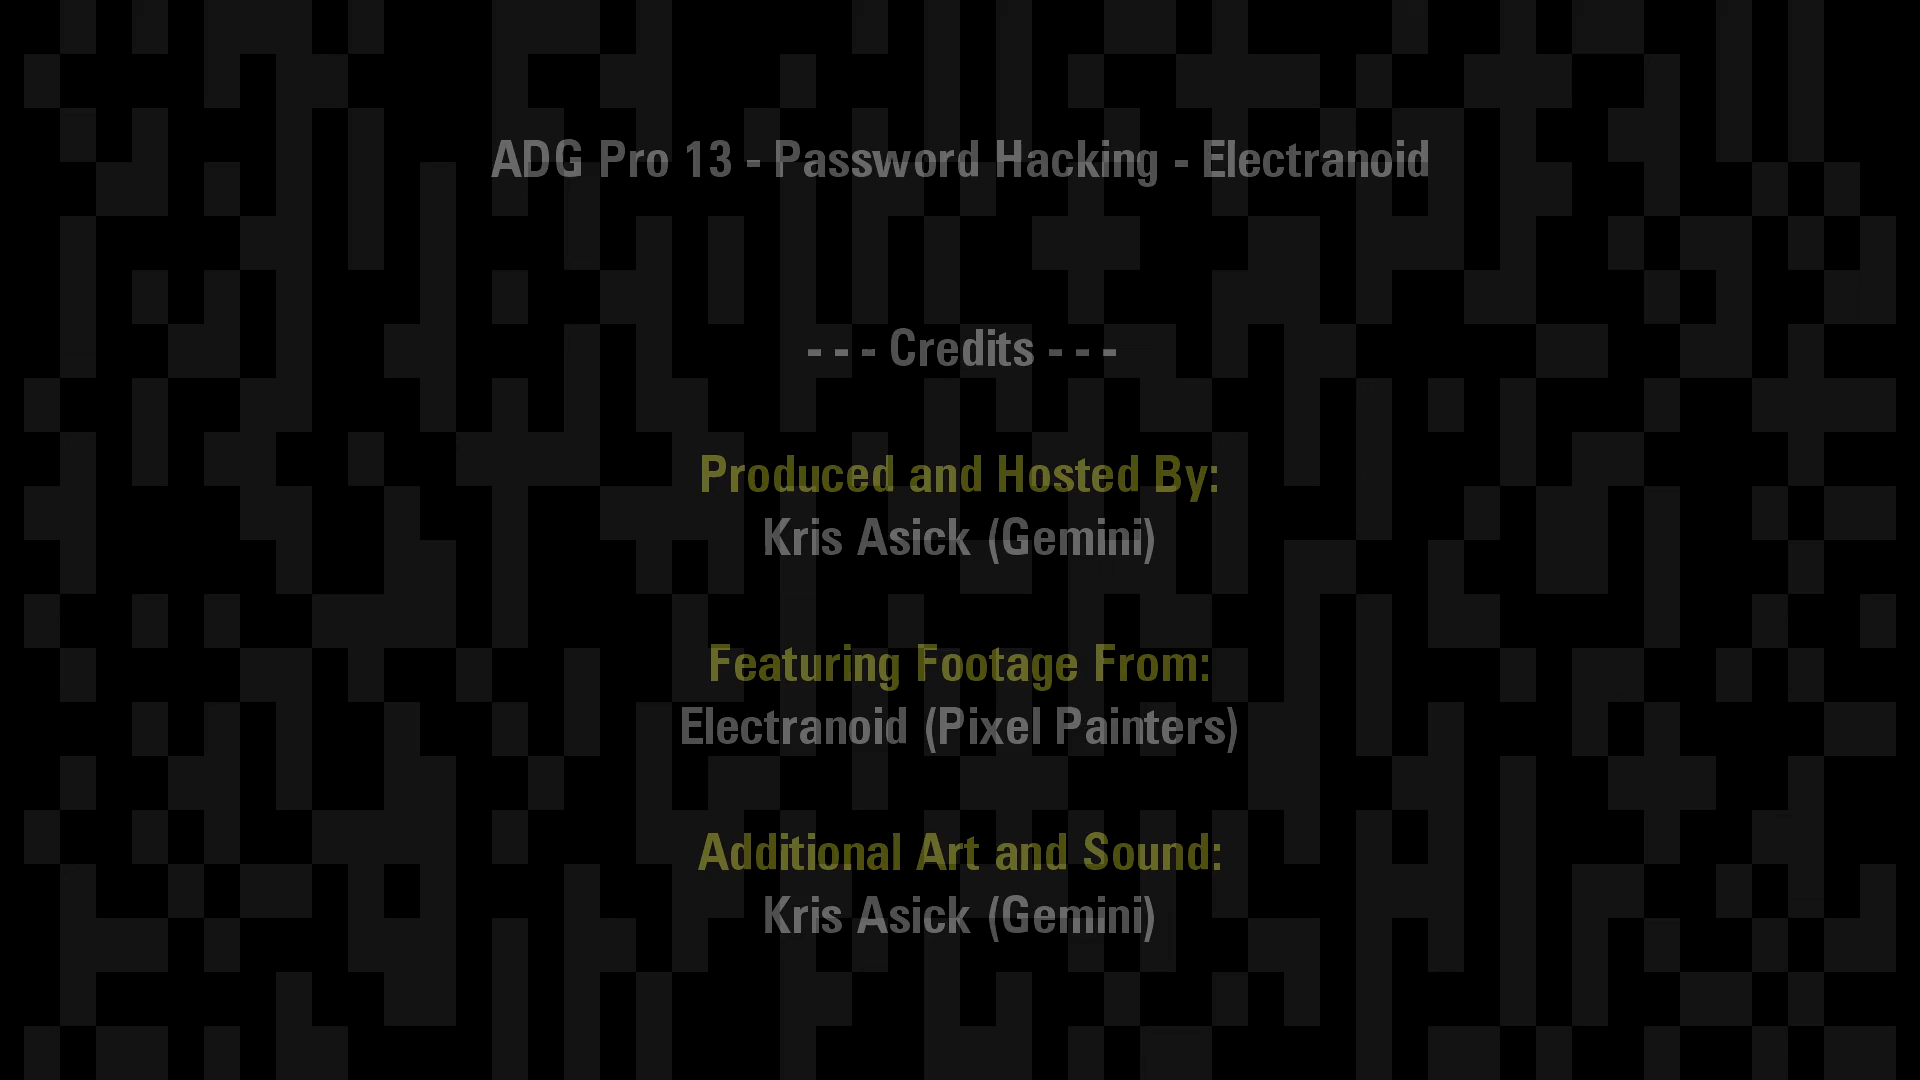 ADG Pro 13 - Password Hacking - Electranoid
- - - Credits - - -
Produced and Hosted By:
Kris Asick (Gemini)
Featuring Footage From:
Electranoid (Pixel Painters)
Additional Art and Sound:
Kris Asick (Gemini)